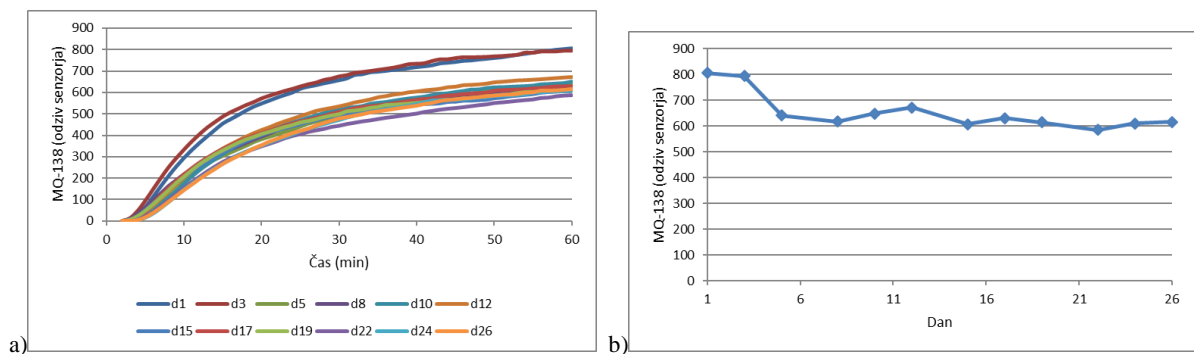 900
800
700
600
500
400
300
200
100
0
MQ-138 (odziv senzorja)
0 10 20 30 40 50 60
Čas (min)
d1 d3 d5 d8 d10 d12
d15 d17 d19 d22 d24 d26
a)
900
800
700
600
500
400
300
200
100
0
MQ-138 (odziv senzorja)
1 6 11 16 21 26
Dan
b)